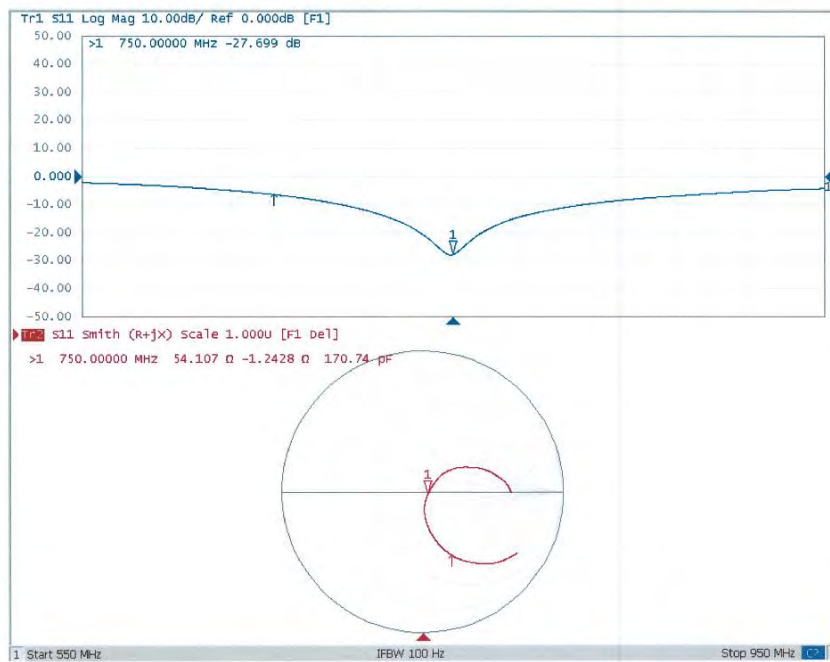 Tr1 S11 Log Mag 10.00dB/ Ref 0.000dB [F1]
50.00
>1 750.00000 MHz -27.699 dB
40.00
30.00
20.00
10.00
0.000
1
-10.00
-20.00
1
-30.00
-40.00
-50.00
Tr2 S11 Smith (R+jX) Scale 1.000U [F1 Del]
>1 750.00000 MHz 54.107 Ω -1.2428 Ω 170.74 pF
1
1 Start 550 MHz IFBW 100 Hz Stop 950 MHz